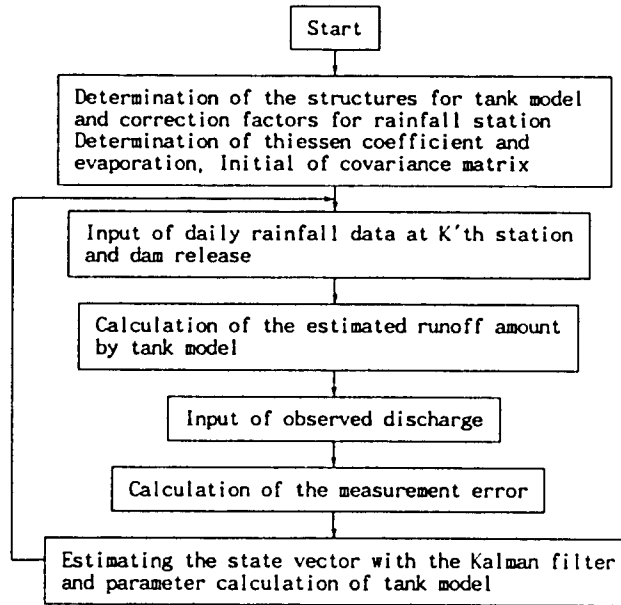 Start
Determination of the structures for tank model
and correction factors for rainfall station
Determination of thiessen coefficient and
evaporation, Initial of covariance matrix
Input of daily rainfall data at K'th station
and dam release
Calculation of the estimated runoff amount
by tank model
Input of observed discharge
Calculation of the measurement error
Estimating the state vector with the Kalman filter
and parameter calculation of tank model